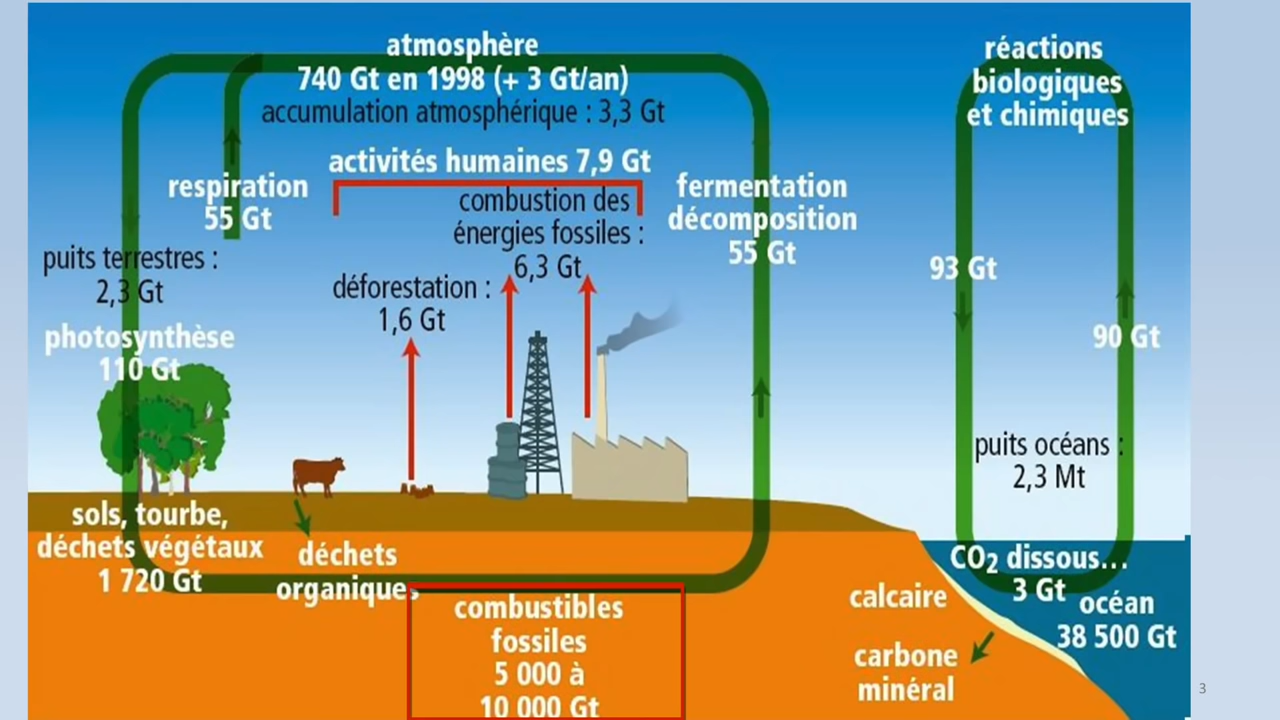 atmosphère
740 Gt en 1998 (+ 3 Gt/an)
accumulation atmosphérique : 3,3 Gt
activités humaines 7,9 Gt
respiration
55 Gt
combustion des
énergies fossiles :
6,3 Gt
fermentation
décomposition
55 Gt
puits terrestres :
2,3 Gt
déforestation :
1,6 Gt
photosynthèse
110 Gt
réactions
biologiques
et chimiques
93 Gt
90 Gt
puits océans :
2,3 Mt
sols, tourbe,
déchets végétaux
1 720 Gt
déchets
organiques
combustibles
fossiles
5 000 à
10 000 Gt
CO₂ dissous...
3 Gt
océan
38 500 Gt
calcaire
carbone
minéral
3